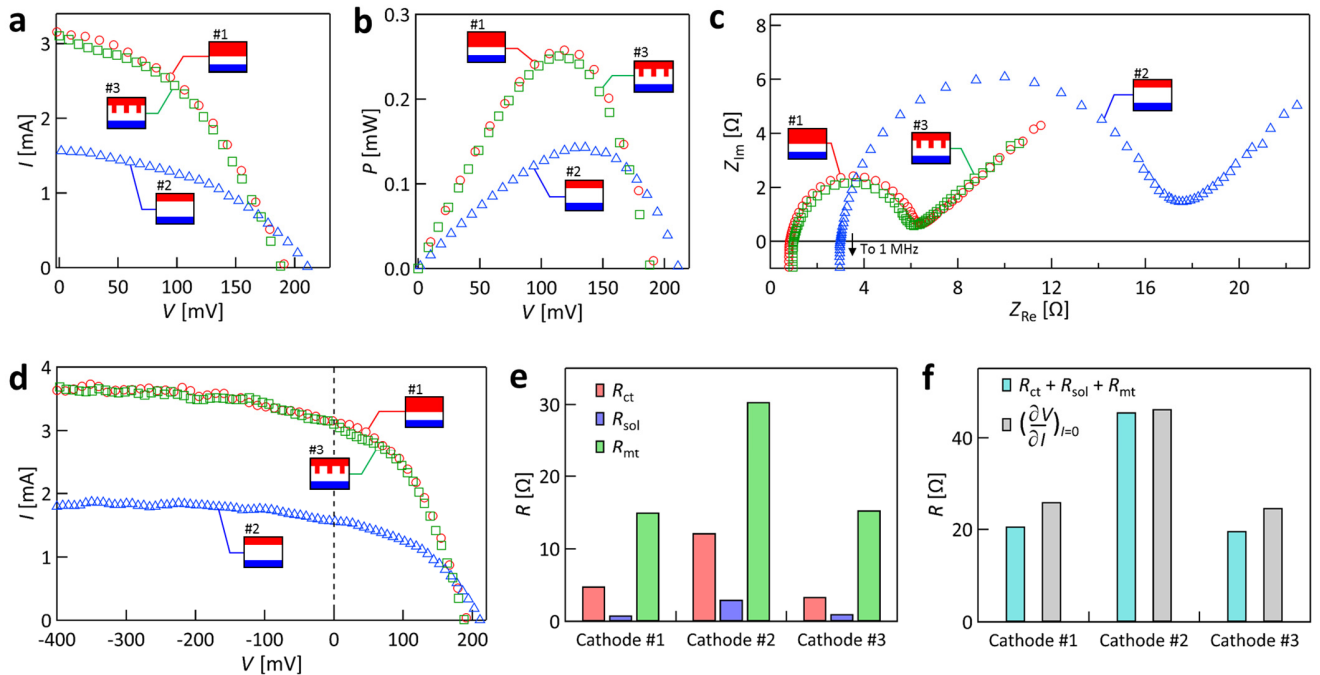 a
3
2
1
0
I [mA]
0
50
100
150
200
V [mV]
#1
#3
#2
b
0.3
0.2
0.1
0.0
P [mW]
0
50
100
150
200
V [mV]
#1
#3
#2
c
8
6
4
2
0
Z_Im [Ω]
0
4
8
12
16
20
Z_Re [Ω]
#1
#3
#2
To 1 MHz
d
4
3
2
1
0
I [mA]
-400
-300
-200
-100
0
100
200
V [mV]
#1
#3
#2
e
R_ct
R_sol
R_mt
30
20
10
0
R [Ω]
Cathode #1
Cathode #2
Cathode #3
f
R_ct + R_sol + R_mt
(∂V/∂I)_I=0
40
20
0
R [Ω]
Cathode #1
Cathode #2
Cathode #3